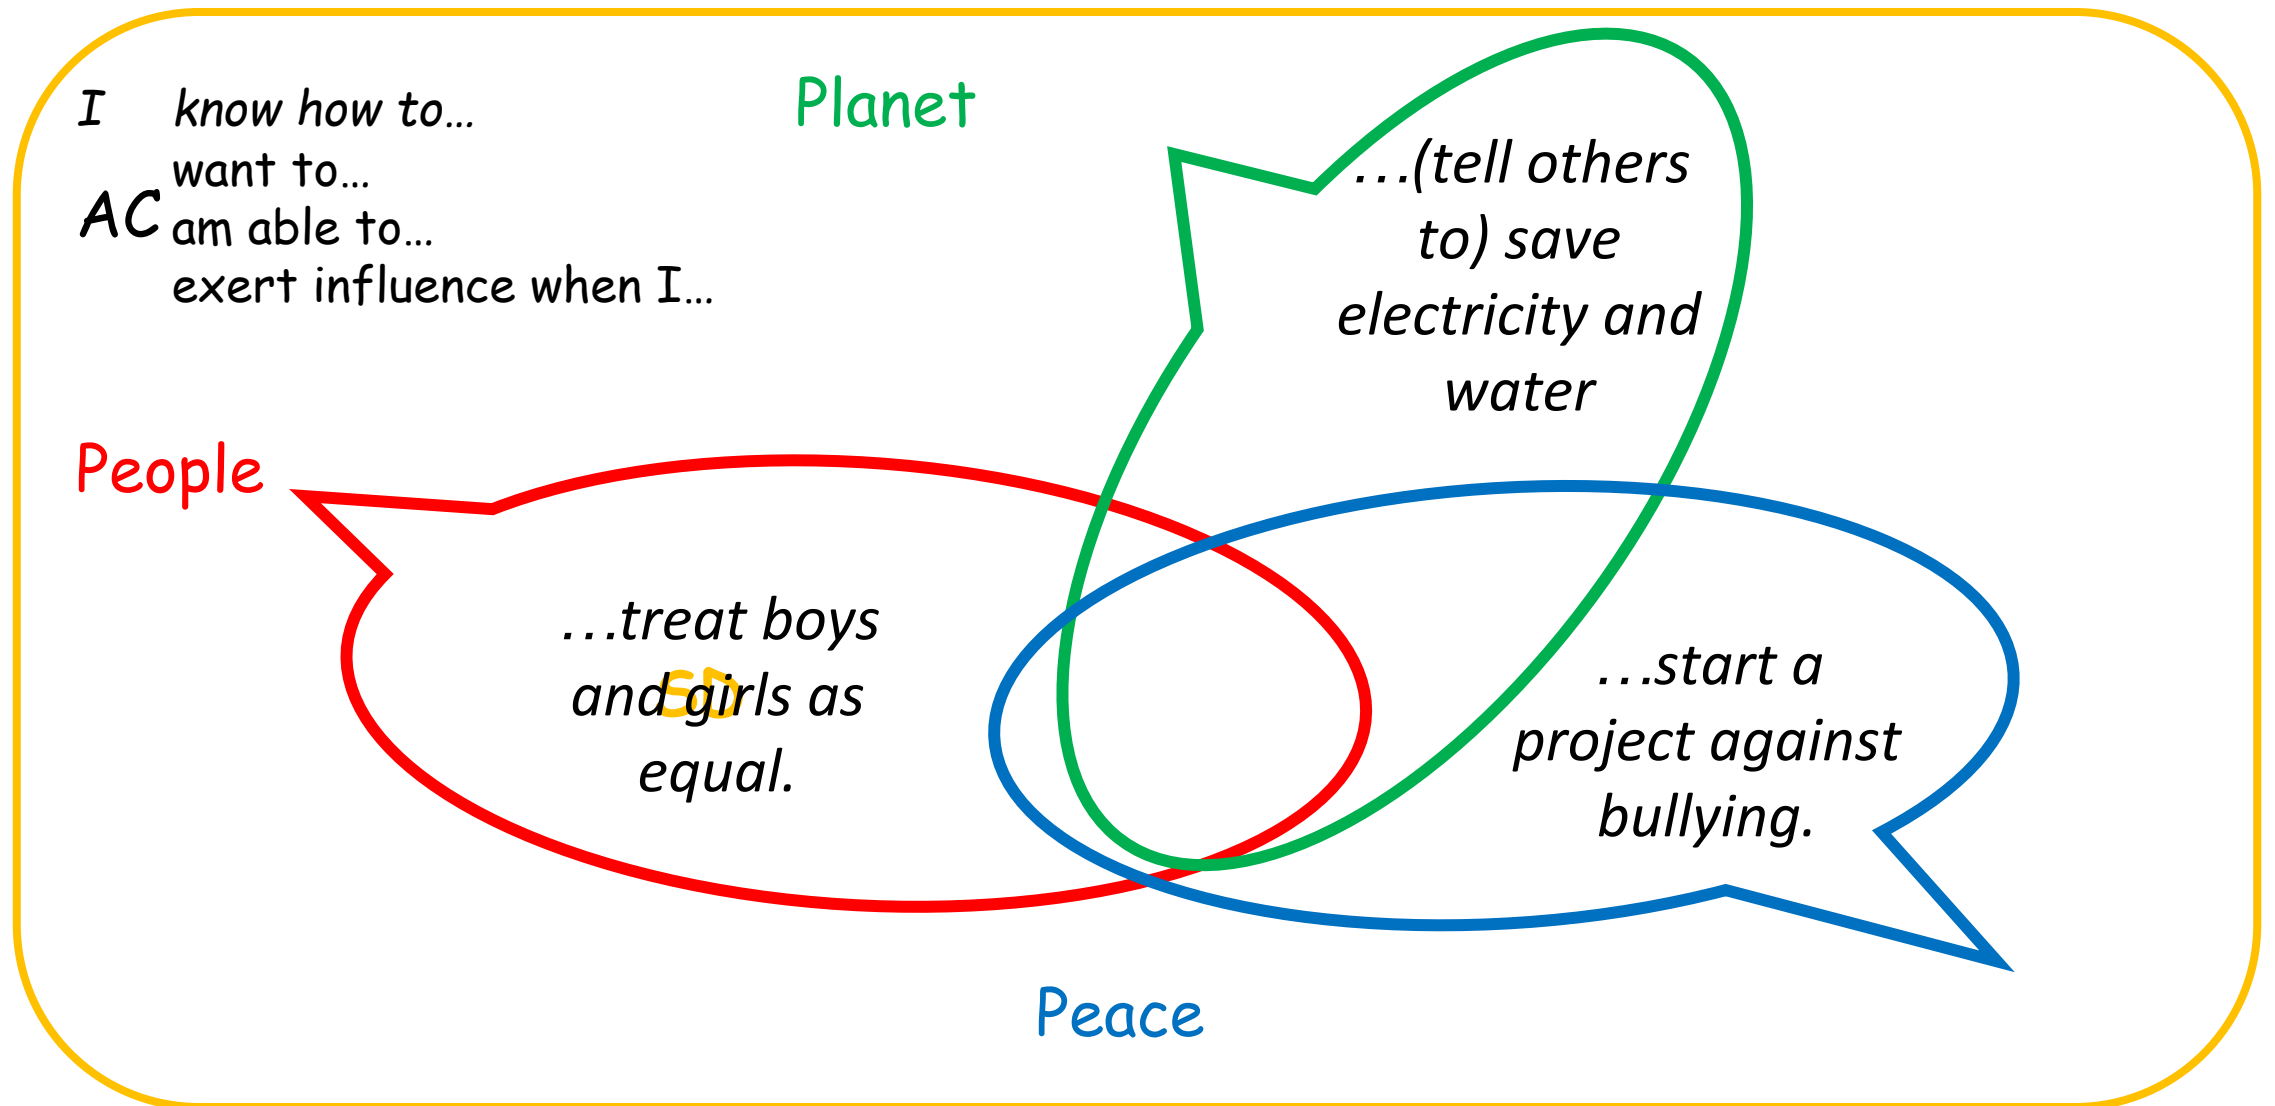 I know how to...
want to...
AC
am able to...
exert influence when I...
Planet
...(tell others
to) save
electricity and
water
People
...treat boys
and girls as
SD
equal.
...start a
project against
bullying.
Peace